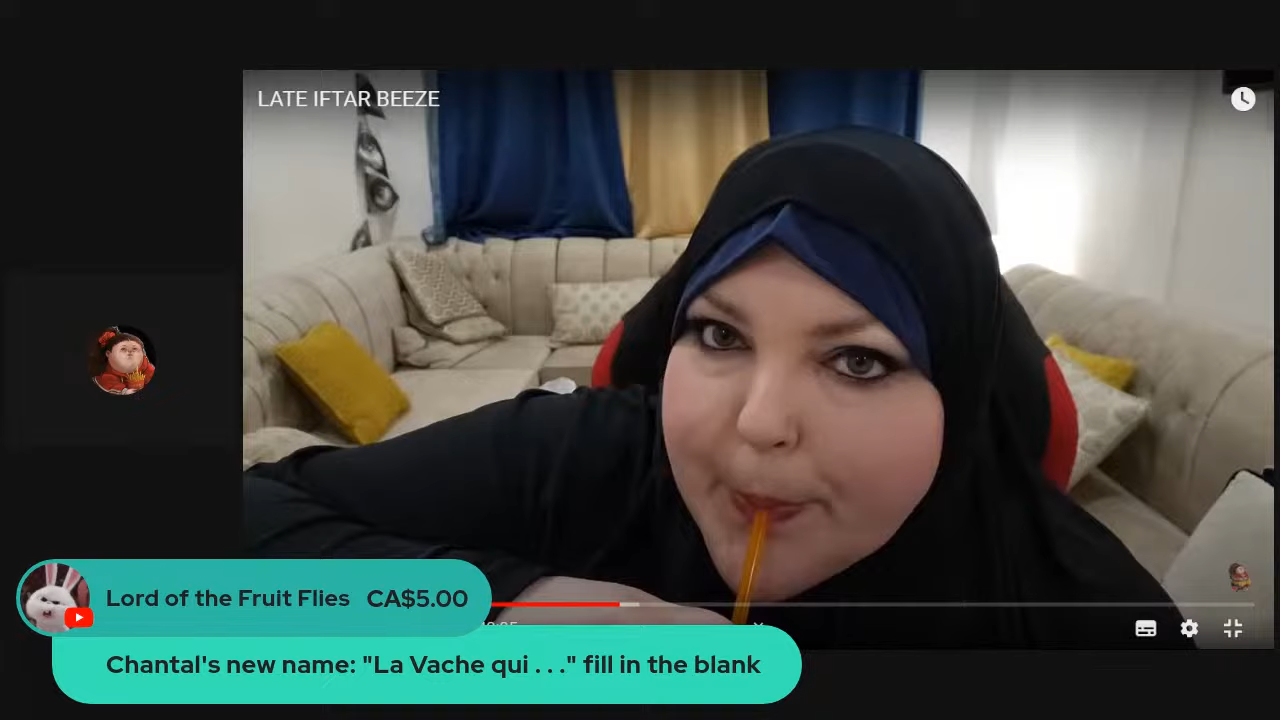 LATE IFTAR BEEZE
Lord of the Fruit Flies CA$5.00
Chantal's new name: "La Vache qui . . ." fill in the blank